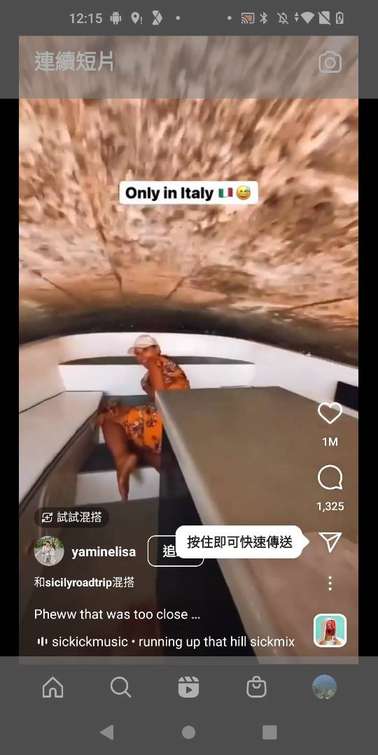 12:15
連續短片
Only in Italy 🇮🇹😅
1M
1,325
試試混搭
yaminelisa
追
按住即可快速傳送
和sicilyroadtrip混搭
Pheww that was too close ...
sickickmusic • running up that hill sickmix